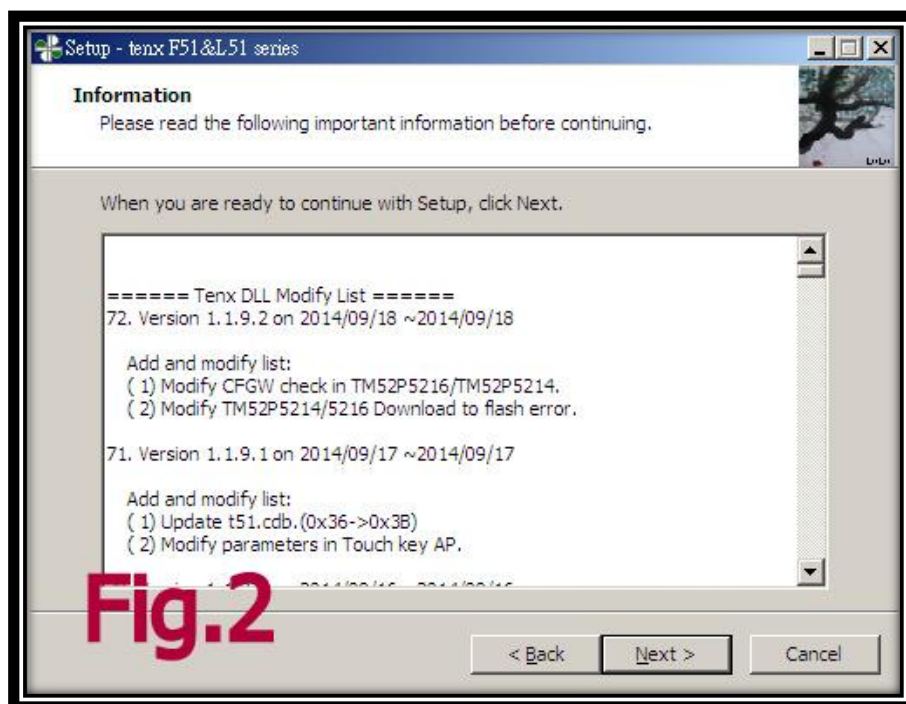 Setup - tenx F51&L51 series
Information
Please read the following important information before continuing.
When you are ready to continue with Setup, click Next.
====== Tenx DLL Modify List ======
72. Version 1.1.9.2 on 2014/09/18 ~2014/09/18
Add and modify list:
( 1) Modify CFGW check in TM52P5216/TM52P5214.
( 2) Modify TM52P5214/5216 Download to flash error.
71. Version 1.1.9.1 on 2014/09/17 ~2014/09/17
Add and modify list:
( 1) Update t51.cdb.(0x36->0x3B)
( 2) Modify parameters in Touch key AP.
Fig.2
< Back
Next >
Cancel